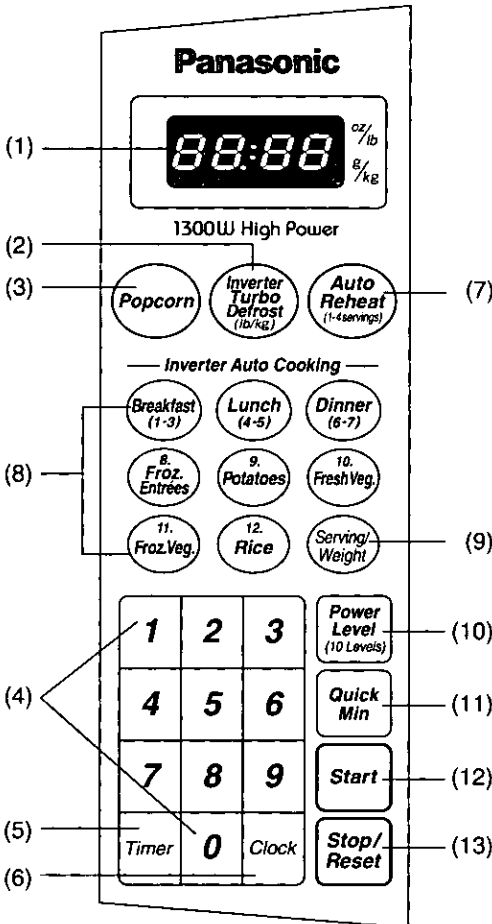 Panasonic
(1)
88:88
oz/lb
g/kg
1300W High Power
(2)
(3)
Popcorn
Inverter
Turbo
Defrost
(lb/kg)
Auto
Reheat
(1-4servings)
(7)
Inverter Auto Cooking
(8)
Breakfast
(1-3)
Lunch
(4-5)
Dinner
(6-7)
8.
Froz.
Entrées
9.
Potatoes
10.
Fresh Veg.
11.
Froz.Veg.
12.
Rice
Serving/
Weight
(9)
(4)
1 2 3
4 5 6
7 8 9
Timer 0 Clock
(5)
(6)
Power
Level
(10 Levels)
(10)
Quick
Min
(11)
Start
(12)
Stop/
Reset
(13)